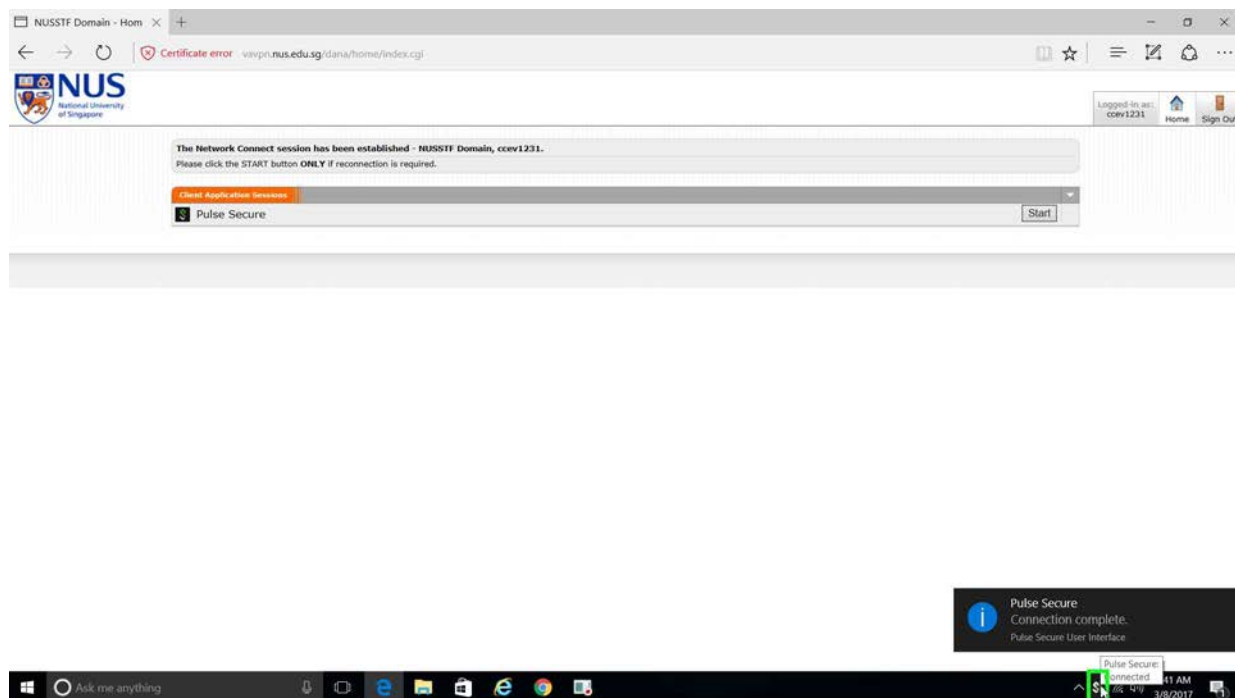 NUSSTF Domain - Hom
Certificate error vavpn.nus.edu.sg/dana/home/index.cgi
NUS
National University
of Singapore
Logged-in as:
ccev1231
Home
Sign Out
The Network Connect session has been established - NUSSTF Domain, ccev1231.
Please click the START button ONLY if reconnection is required.
Client Application Sessions
Pulse Secure
Start
Pulse Secure
Connection complete.
Pulse Secure User Interface
Pulse Secure:
Connected
Ask me anything
41 AM
3/8/2017